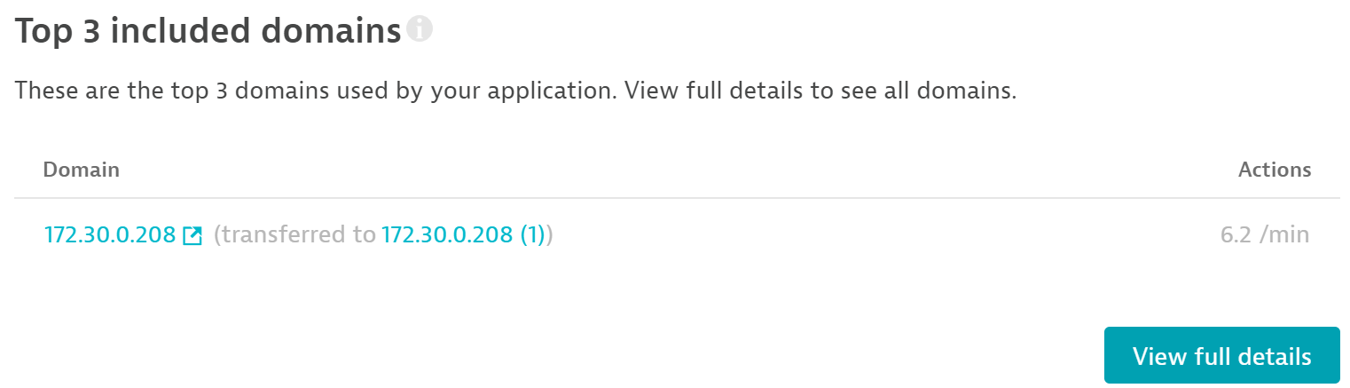 Top 3 included domains
These are the top 3 domains used by your application. View full details to see all domains.
Domain Actions
172.30.0.208 (transferred to 172.30.0.208 (1)) 6.2 /min
View full details